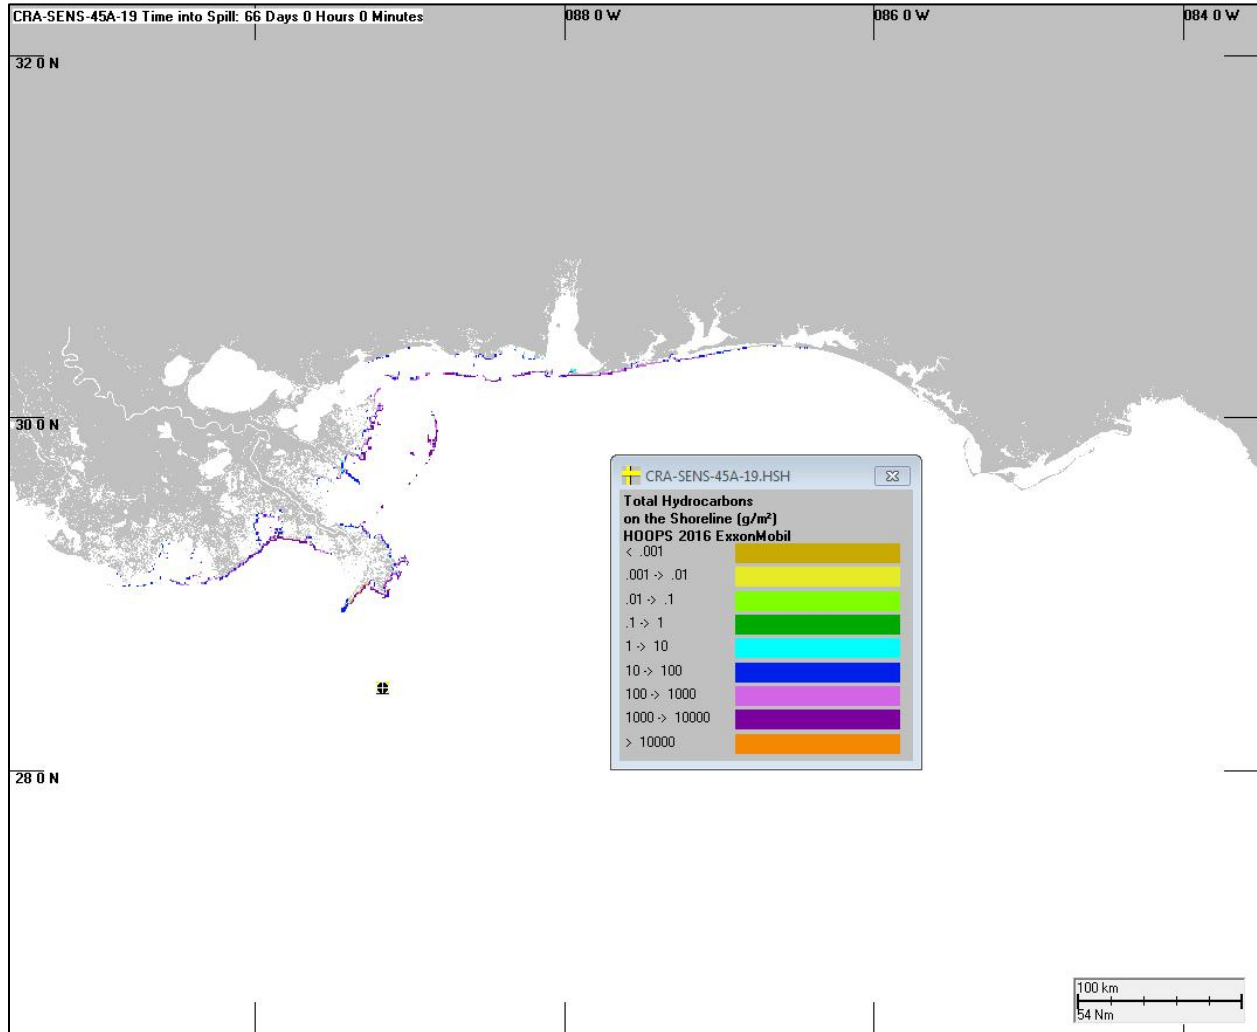 CRA-SENS-45A-19 Time into Spill: 66 Days 0 Hours 0 Minutes
088 0 W
086 0 W
084 0 W
32 0 N
30 0 N
CRA-SENS-45A-19.HSH
Total Hydrocarbons
on the Shoreline (g/m²)
HOOPS 2016 ExxonMobil
< .001
.001 -> .01
.01 -> .1
.1 -> 1
1 -> 10
10 -> 100
100 -> 1000
1000 -> 10000
> 10000
28 0 N
100 km
54 Nm